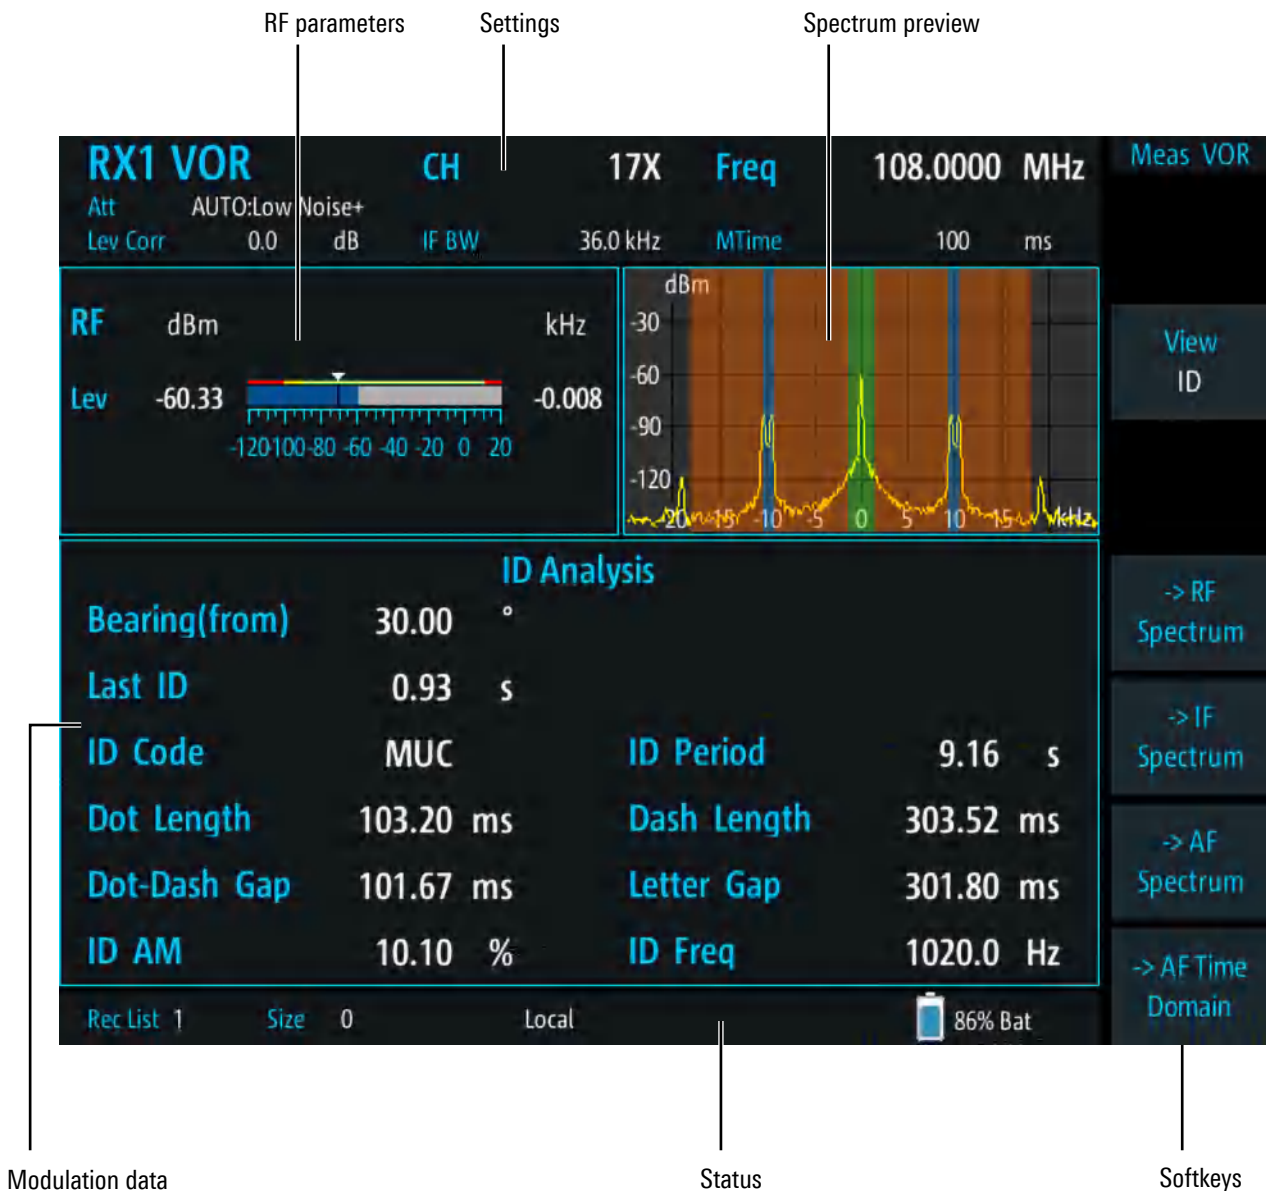 RF parameters Settings Spectrum preview
RX1 VOR CH 17X Freq 108.0000 MHz
Att AUTO:Low Noise+
Lev Corr 0.0 dB IF BW 36.0 kHz MTime 100 ms
Meas VOR
RF dBm kHz
Lev -60.33 -0.008
-120 -100 -80 -60 -40 -20 0 20
dBm
-30
-60
-90
-120
-20 -15 -10 -5 0 5 10 15 kHz
View
ID
ID Analysis
Bearing(from) 30.00 °
Last ID 0.93 s
ID Code MUC ID Period 9.16 s
Dot Length 103.20 ms Dash Length 303.52 ms
Dot-Dash Gap 101.67 ms Letter Gap 301.80 ms
ID AM 10.10 % ID Freq 1020.0 Hz
-> RF
Spectrum
-> IF
Spectrum
-> AF
Spectrum
-> AF Time
Domain
Rec List 1 Size 0 Local 86% Bat
Modulation data Status Softkeys